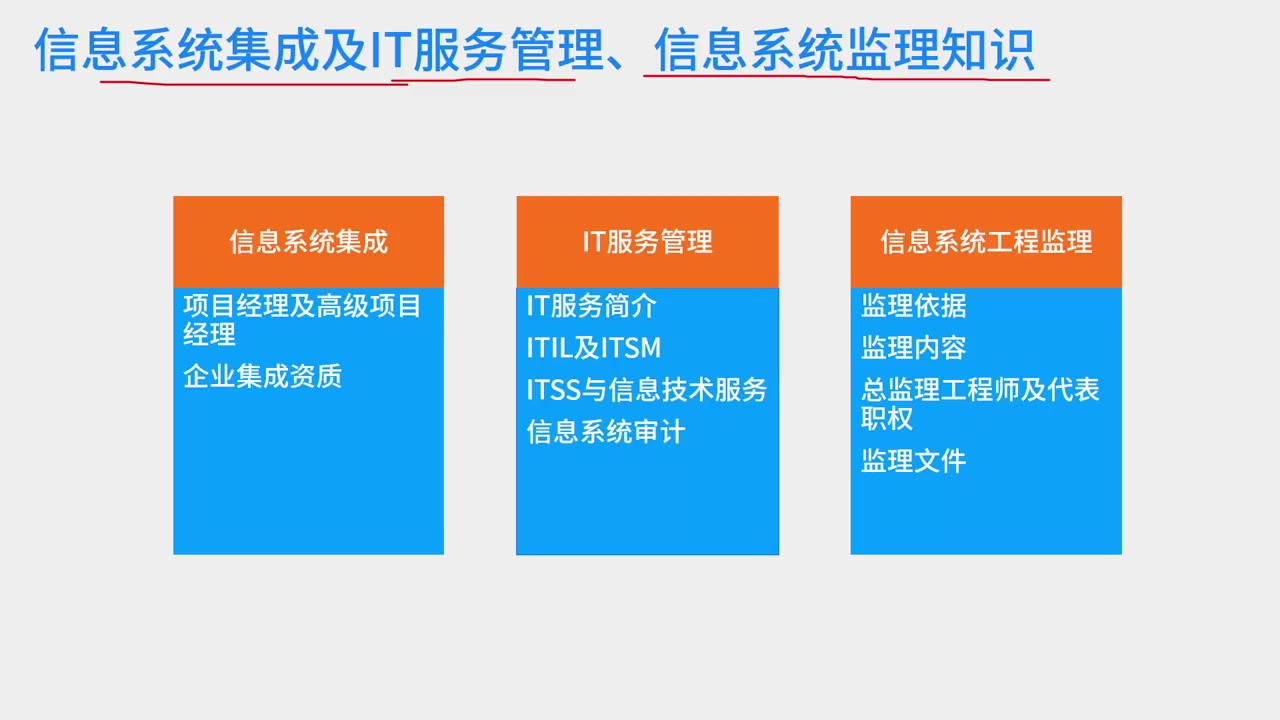 信息系统集成及IT服务管理、信息系统监理知识
信息系统集成
项目经理及高级项目
经理
企业集成资质
IT服务管理
IT服务简介
ITIL及ITSM
ITSS与信息技术服务
信息系统审计
信息系统工程监理
监理依据
监理内容
总监理工程师及代表
职权
监理文件